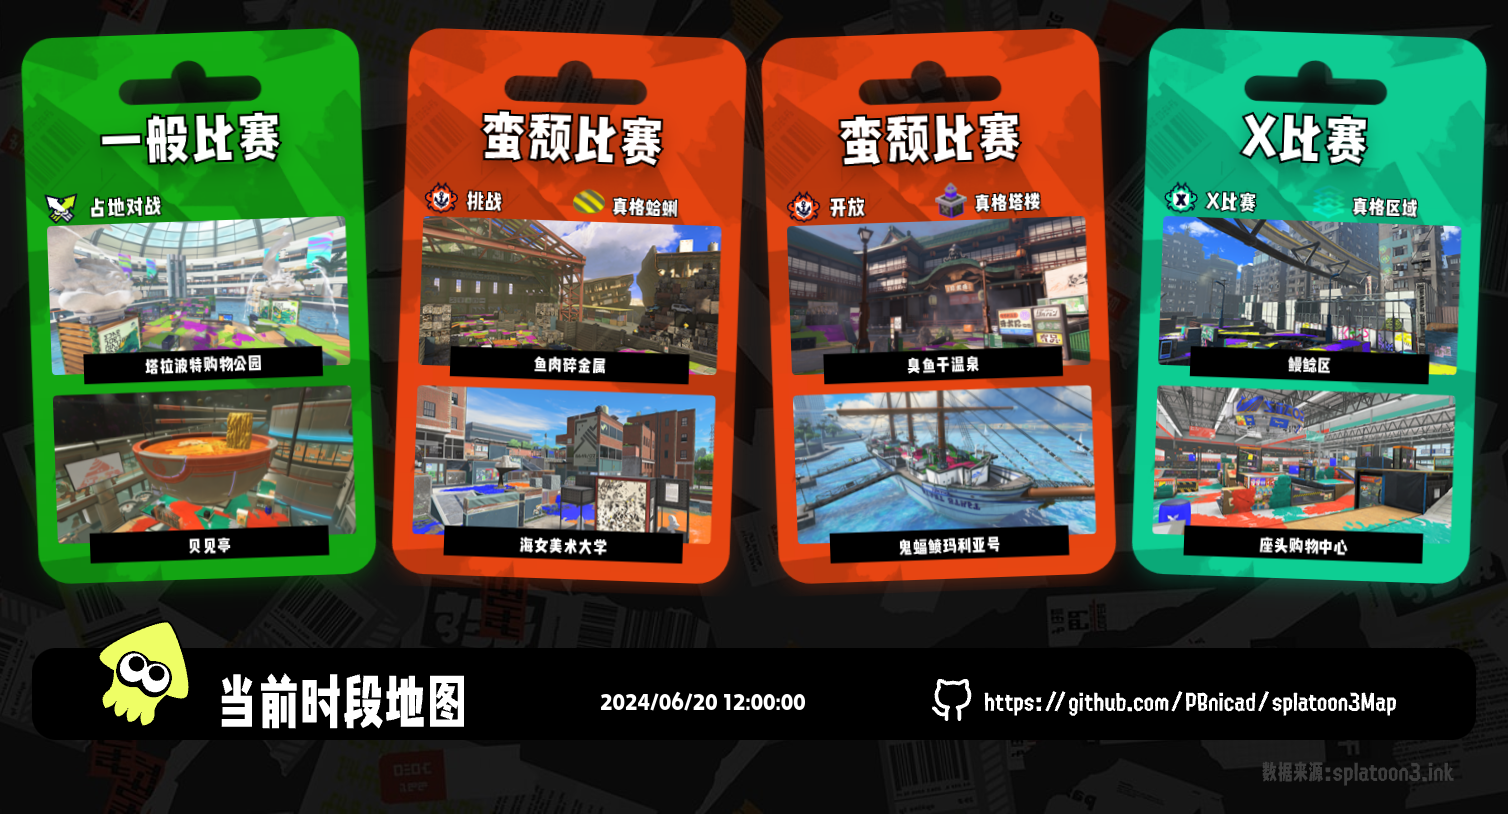 一般比赛
占地对战
塔拉波特购物公园
贝贝亭
蛮颓比赛
挑战
真格蛤蜊
鱼肉碎金属
海女美术大学
蛮颓比赛
开放
真格塔楼
臭鱼干温泉
鬼蝠鲼玛利亚号
X比赛
X比赛
真格区域
鳗鲶区
座头购物中心
当前时段地图
2024/06/20 12:00:00
https://github.com/PBnicad/splatoon3Map
数据来源:splatoon3.ink